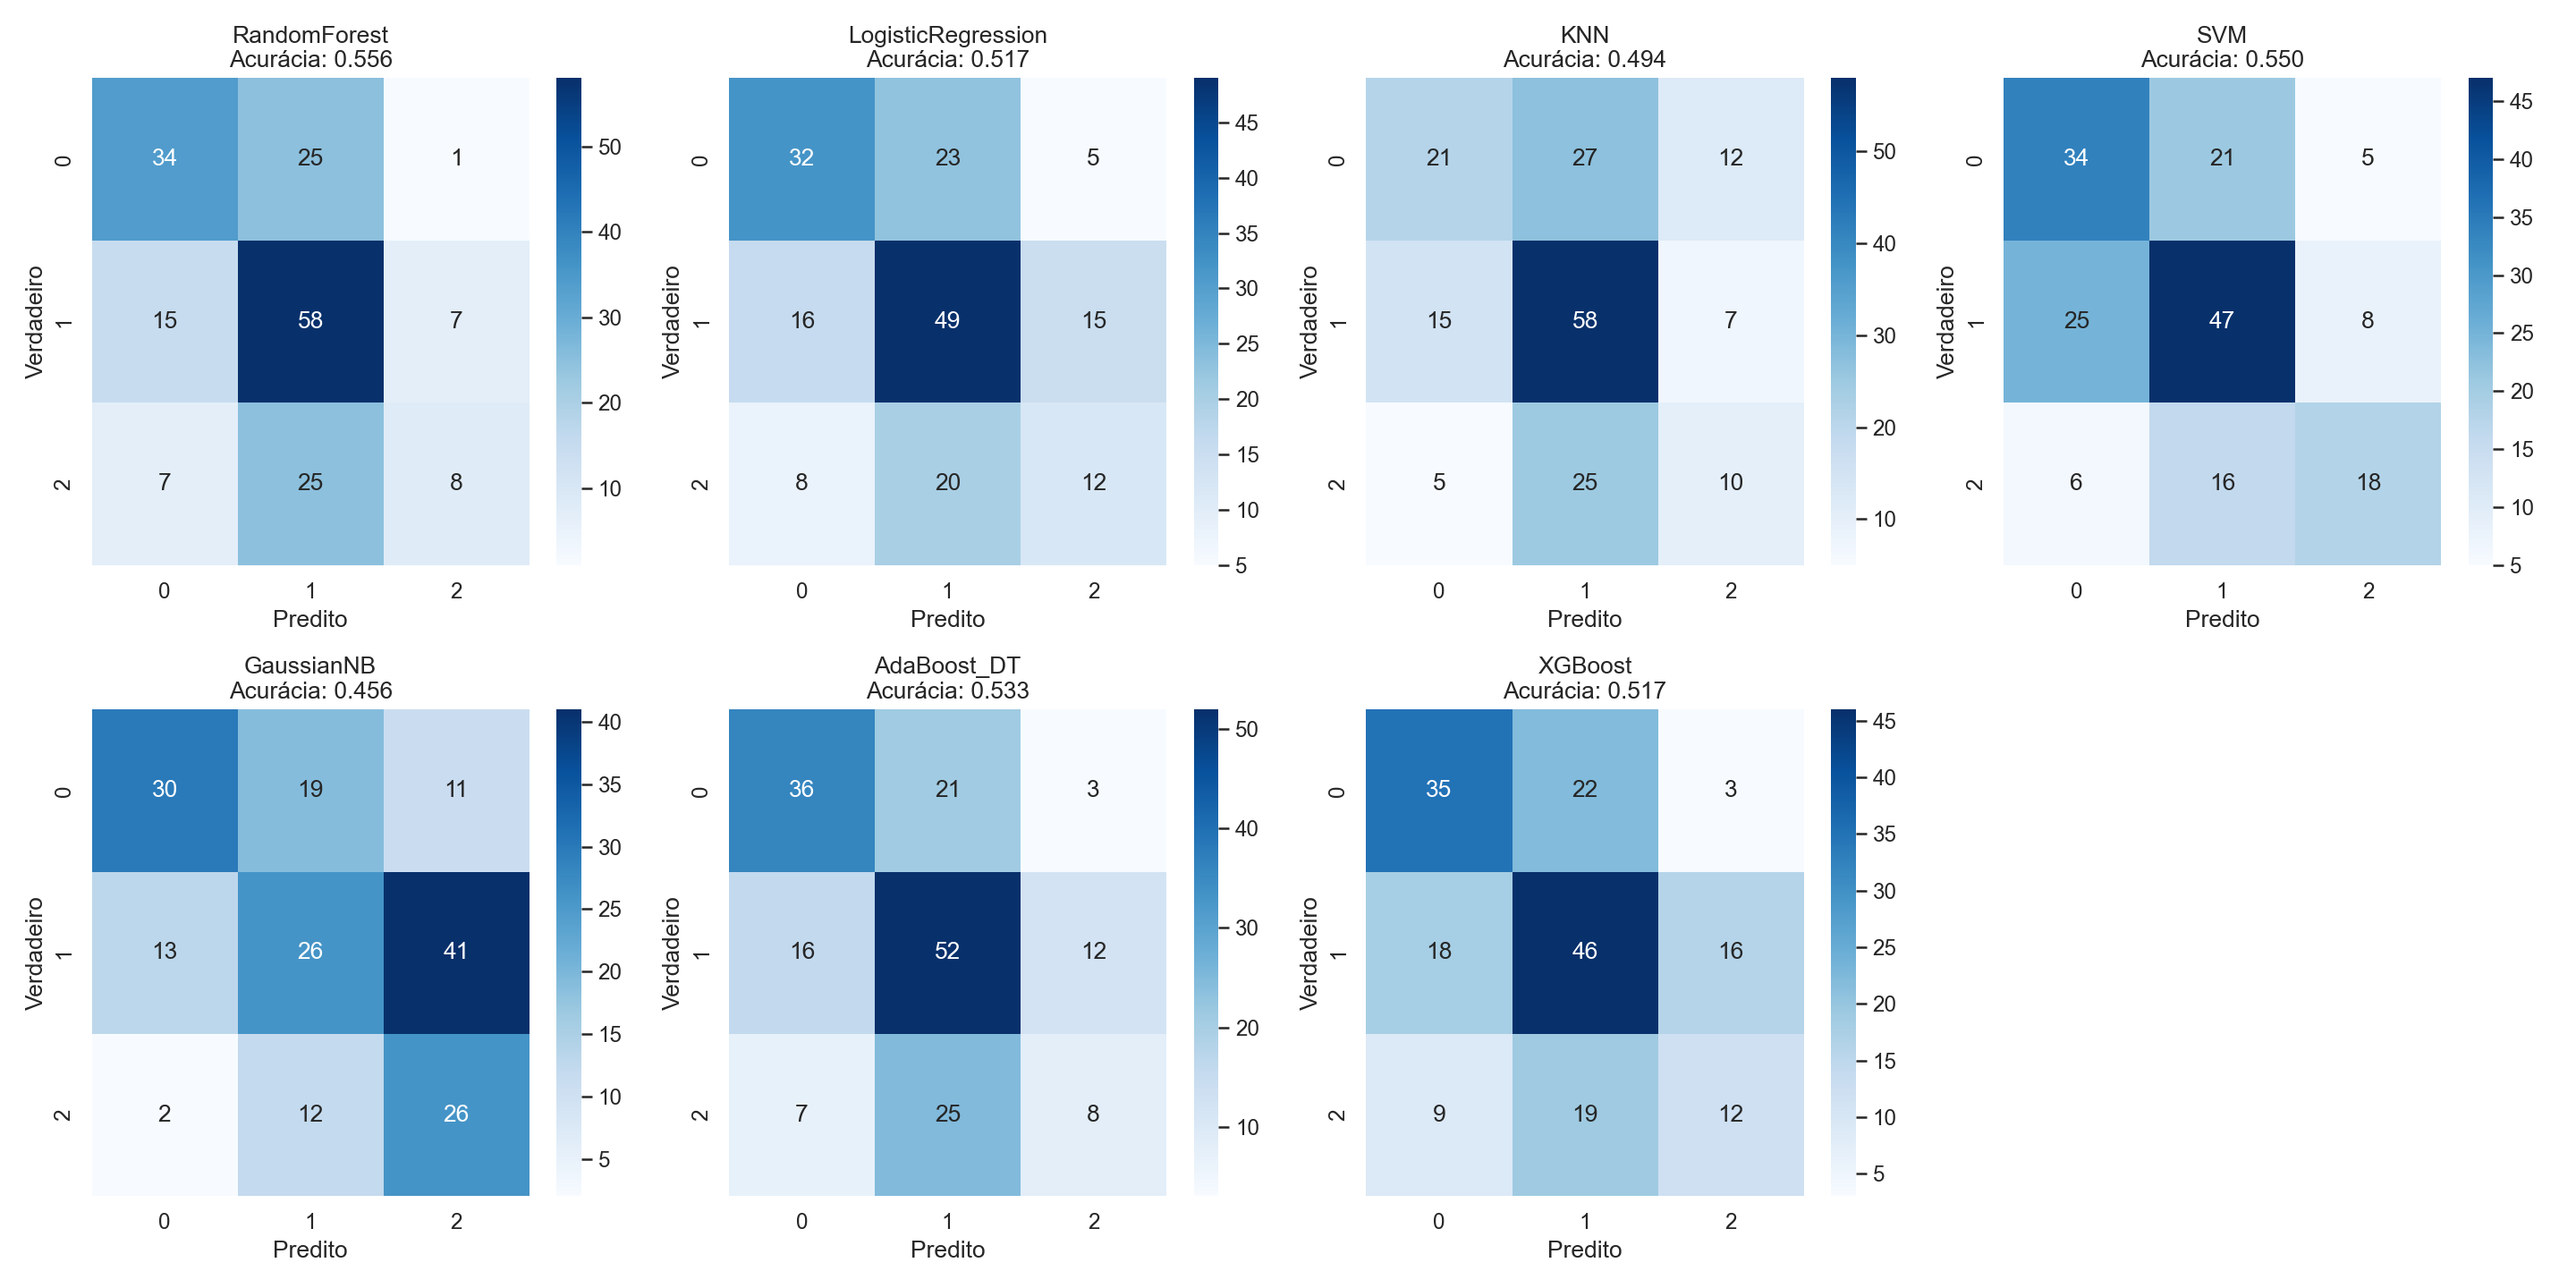 RandomForest
Acurácia: 0.556
0 34 25 1
1 15 58 7
2 7 25 8
0 1 2
Predito
Verdadeiro
50
40
30
20
10
LogisticRegression
Acurácia: 0.517
0 32 23 5
1 16 49 15
2 8 20 12
0 1 2
Predito
Verdadeiro
45
40
35
30
25
20
15
10
5
KNN
Acurácia: 0.494
0 21 27 12
1 15 58 7
2 5 25 10
0 1 2
Predito
Verdadeiro
50
40
30
20
10
SVM
Acurácia: 0.550
0 34 21 5
1 25 47 8
2 6 16 18
0 1 2
Predito
Verdadeiro
45
40
35
30
25
20
15
10
5
GaussianNB
Acurácia: 0.456
0 30 19 11
1 13 26 41
2 2 12 26
0 1 2
Predito
Verdadeiro
40
35
30
25
20
15
10
5
AdaBoost_DT
Acurácia: 0.533
0 36 21 3
1 16 52 12
2 7 25 8
0 1 2
Predito
Verdadeiro
50
40
30
20
10
XGBoost
Acurácia: 0.517
0 35 22 3
1 18 46 16
2 9 19 12
0 1 2
Predito
Verdadeiro
45
40
35
30
25
20
15
10
5